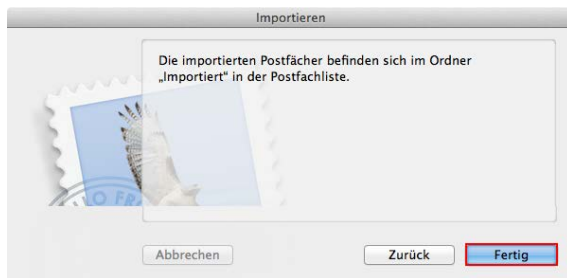 Importieren
Die importierten Postfächer befinden sich im Ordner
„Importiert“ in der Postfachliste.
Abbrechen
Zurück
Fertig